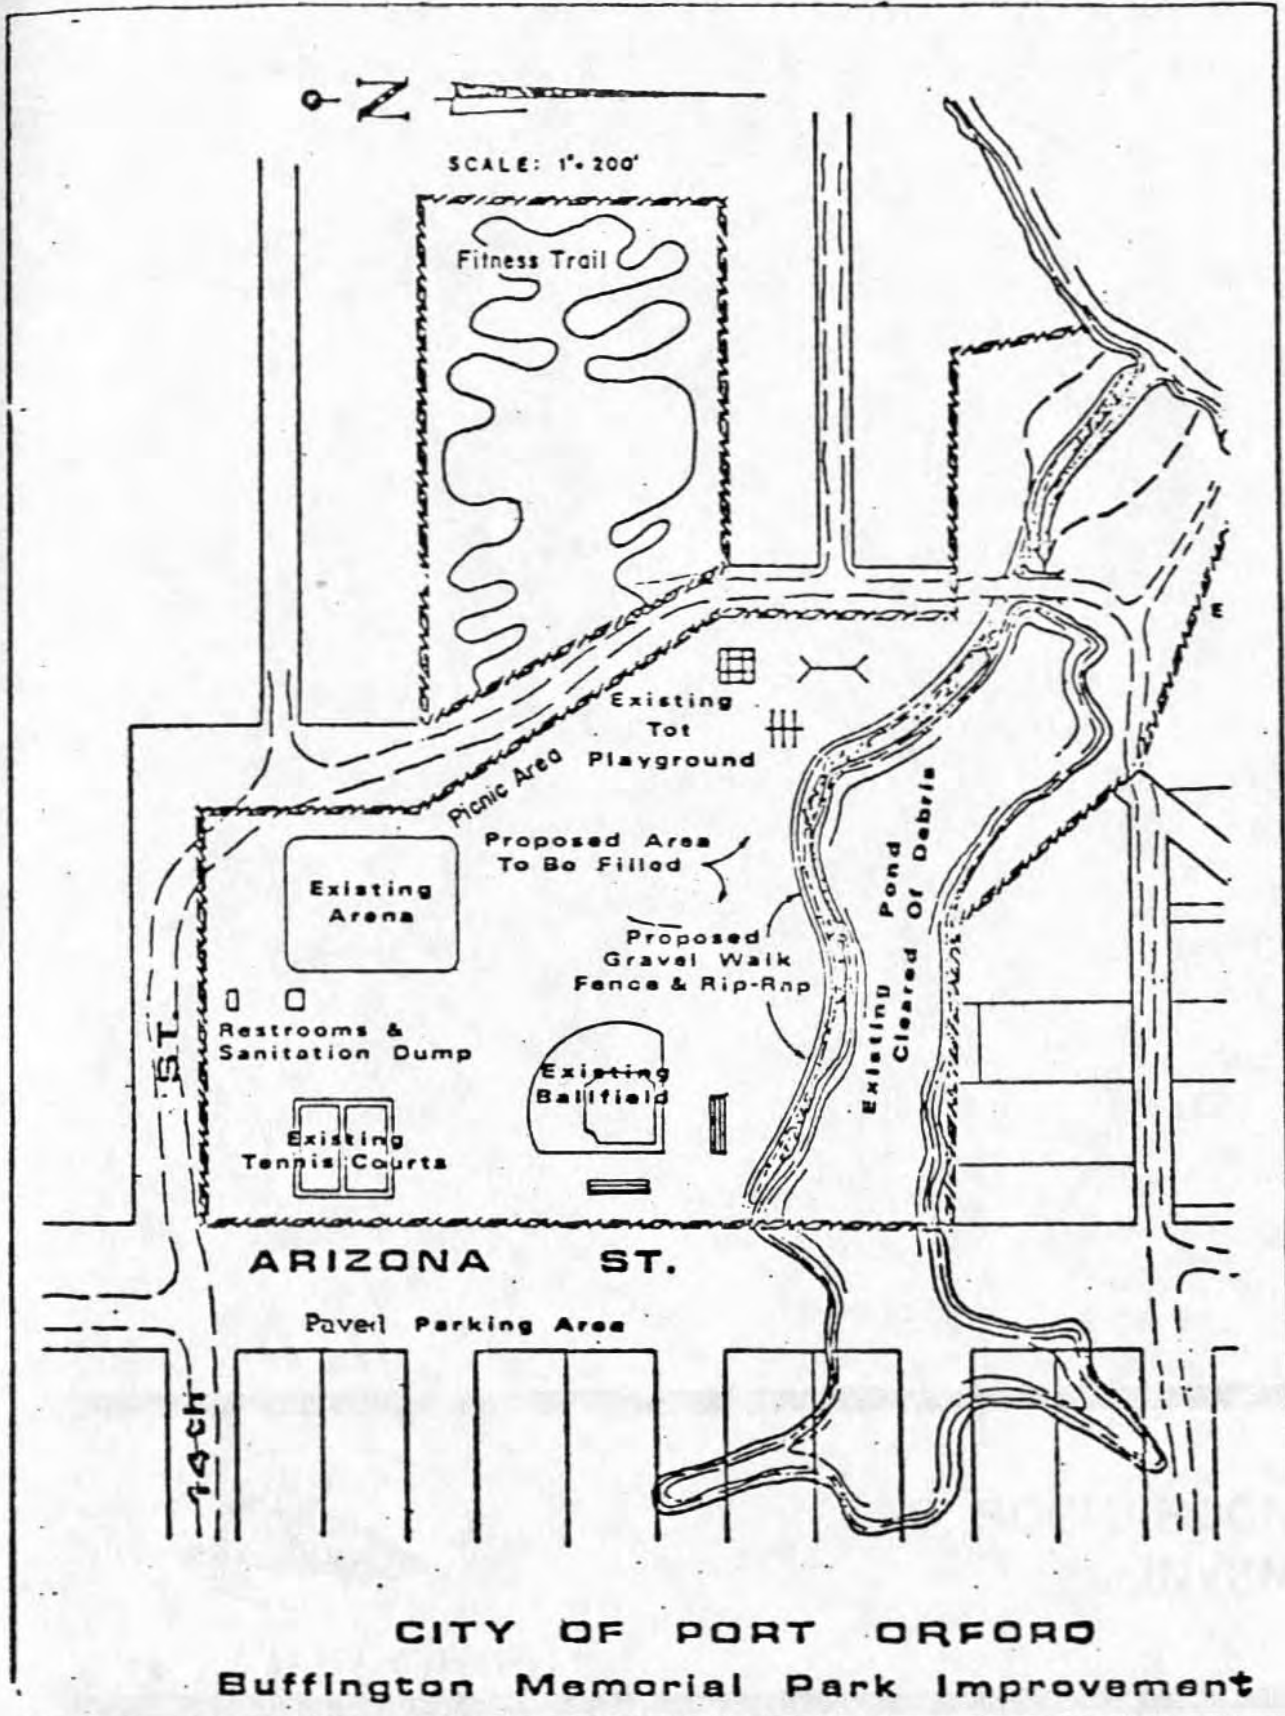 N
SCALE: 1"= 200'
Fitness Trail
E
Existing
Tot
Playground
Picnic Area
Proposed Area
To Be Filled
Existing
Arena
Proposed
Gravel Walk
Fence & Rip-Rap
Existing Pond
Cleared Of Debris
Restrooms &
Sanitation Dump
Existing
Ballfield
Existing
Tennis Courts
14th ST.
ARIZONA ST.
Paved Parking Area
CITY OF PORT ORFORD
Buffington Memorial Park Improvement